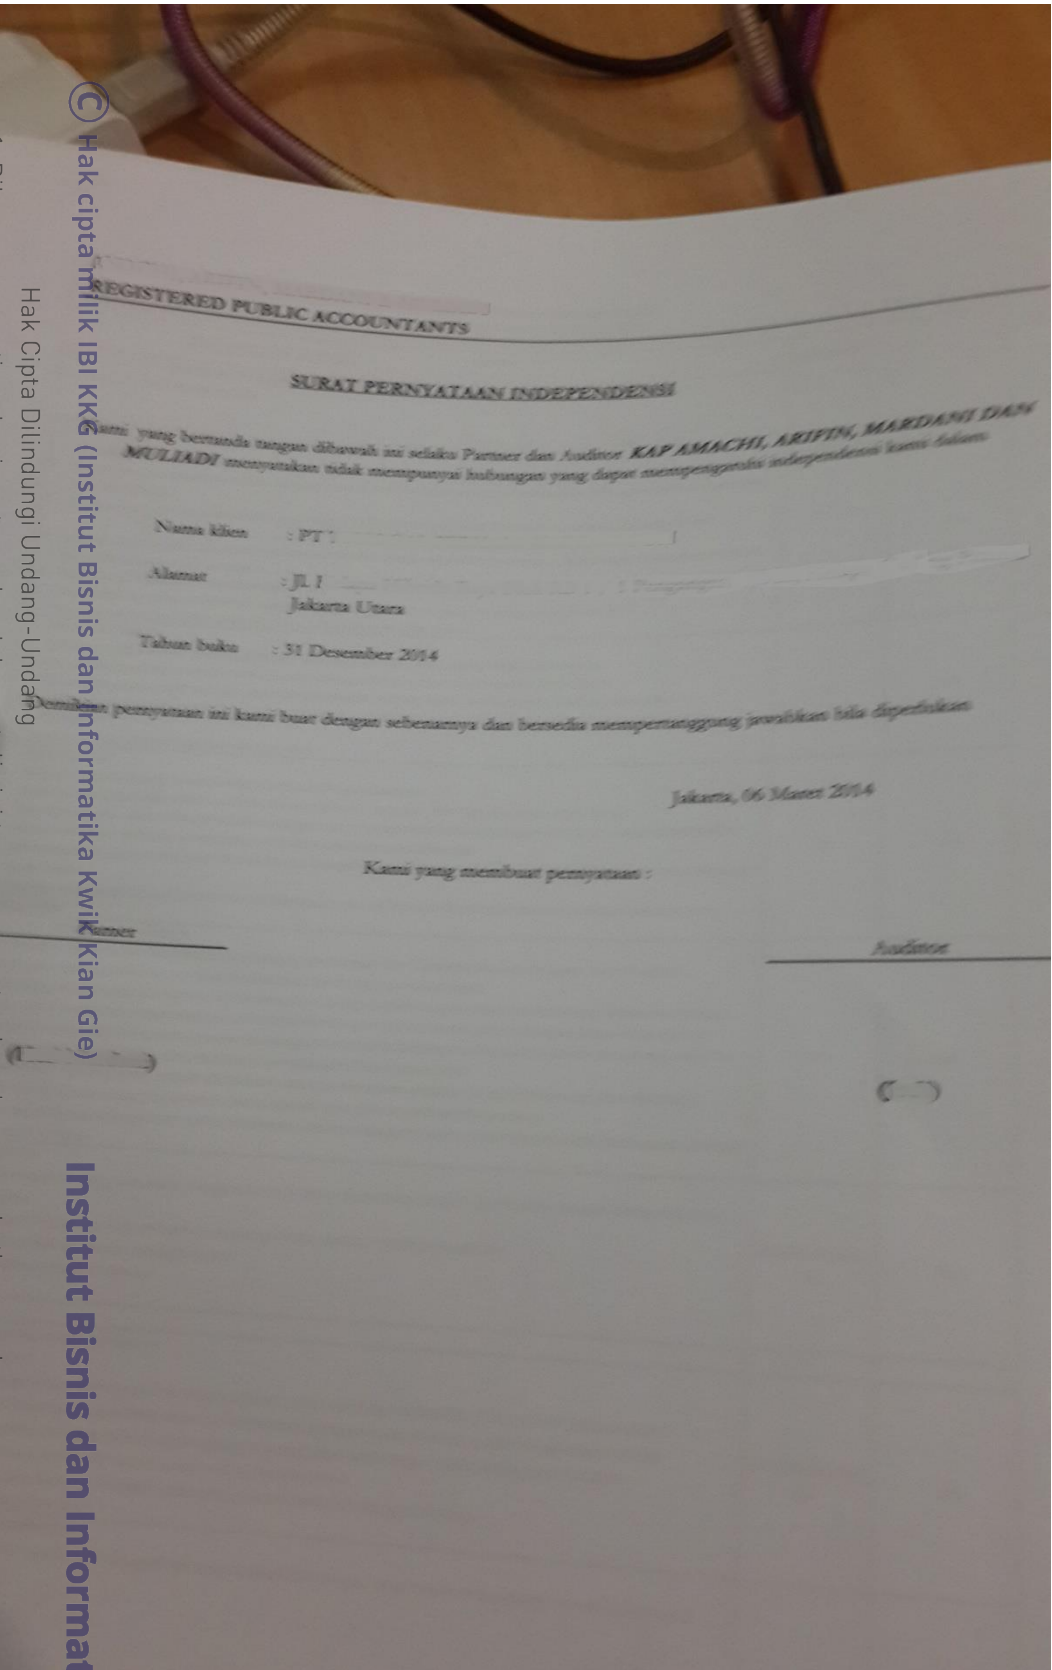 REGISTERED PUBLIC ACCOUNTANTS
SURAT PERNYATAAN INDEPENDENSI
Kami yang bertanda tangan dibawah ini selaku Partner dan Auditor KAP AMACHI, ARIFIN, MARDANI DAN
MULIADI menyatakan tidak mempunyai hubungan yang dapat mempengaruhi independensi kami dalam
Nama klien : PT
Alamat : Jl.
Jakarta Utara
Tahun buku : 31 Desember 2014
Demikian pernyataan ini kami buat dengan sebenarnya dan bersedia mempertanggung jawabkan bila diperlukan
Jakarta, 06 Maret 2014
Kami yang membuat pernyataan :
Partner
Auditor
© Hak cipta milik IBI KKG (Institut Bisnis dan Informatika Kwik Kian Gie)
Hak Cipta Dilindungi Undang-Undang
Institut Bisnis dan Informat